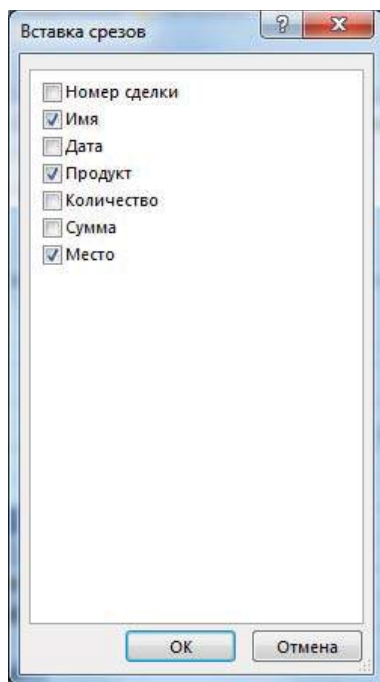 Вставка срезов
Номер сделки
Имя
Дата
Продукт
Количество
Сумма
Место
ОК
Отмена